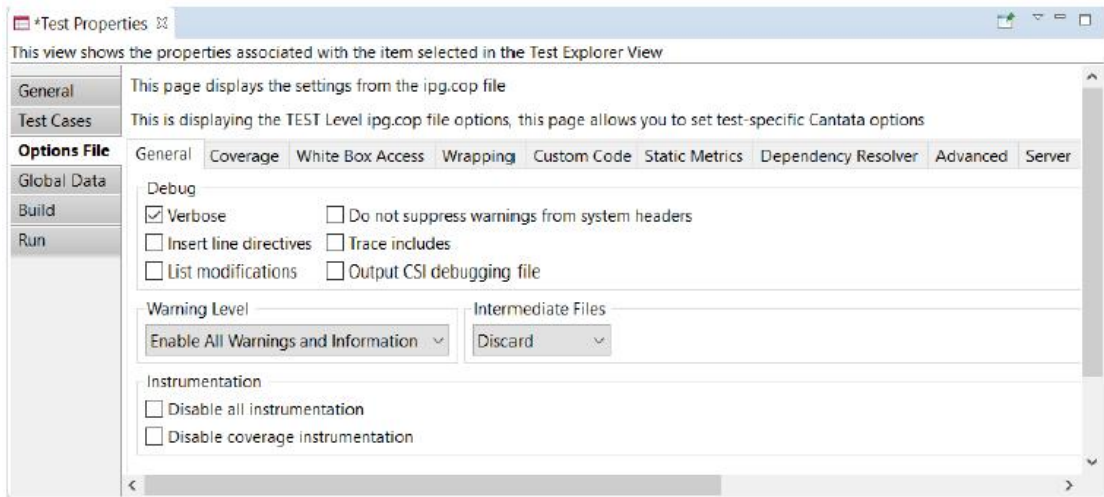 *Test Properties
This view shows the properties associated with the item selected in the Test Explorer View
General
Test Cases
Options File
Global Data
Build
Run
This page displays the settings from the ipg.cop file
This is displaying the TEST Level ipg.cop file options, this page allows you to set test-specific Cantata options
General Coverage White Box Access Wrapping Custom Code Static Metrics Dependency Resolver Advanced Server
Debug
Verbose Do not suppress warnings from system headers
Insert line directives Trace includes
List modifications Output CSI debugging file
Warning Level Intermediate Files
Enable All Warnings and Information Discard
Instrumentation
Disable all instrumentation
Disable coverage instrumentation